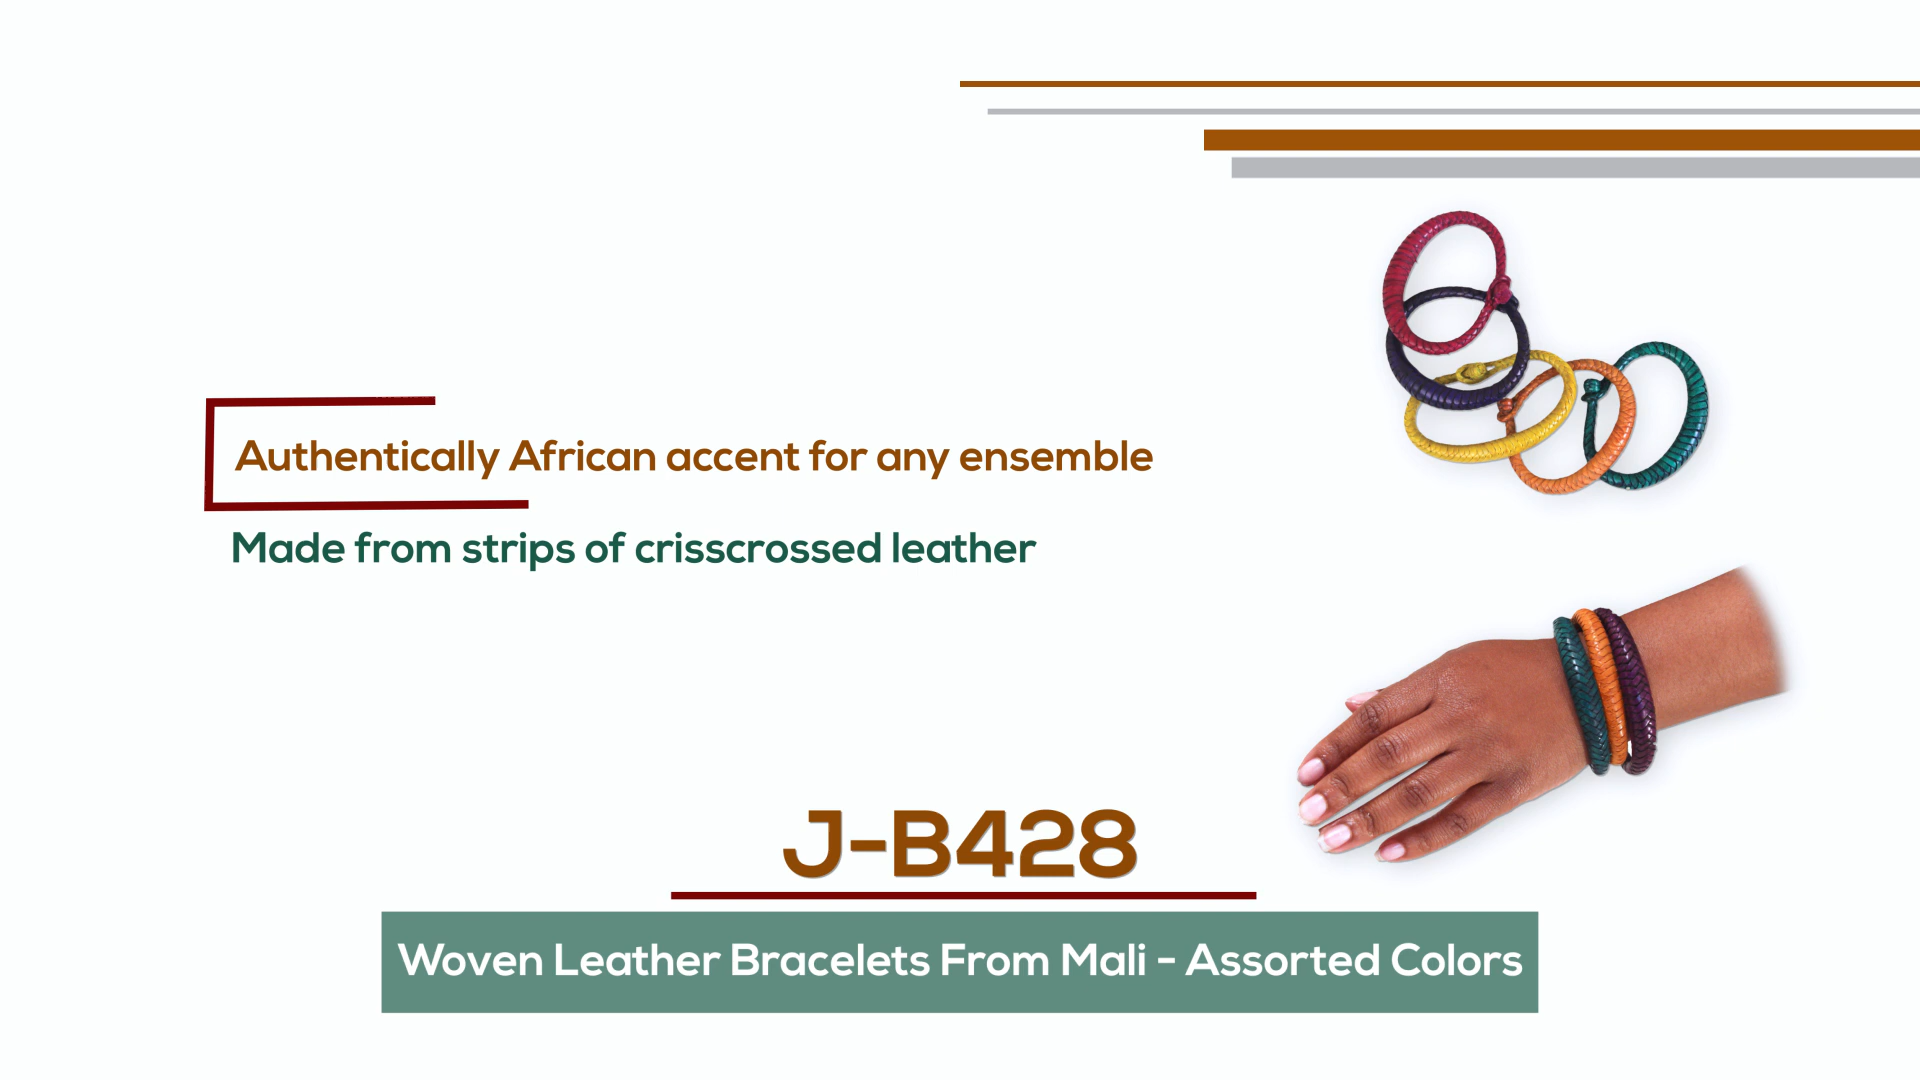 Authentically African accent for any ensemble
Made from strips of crisscrossed leather
J-B428
Woven Leather Bracelets From Mali - Assorted Colors